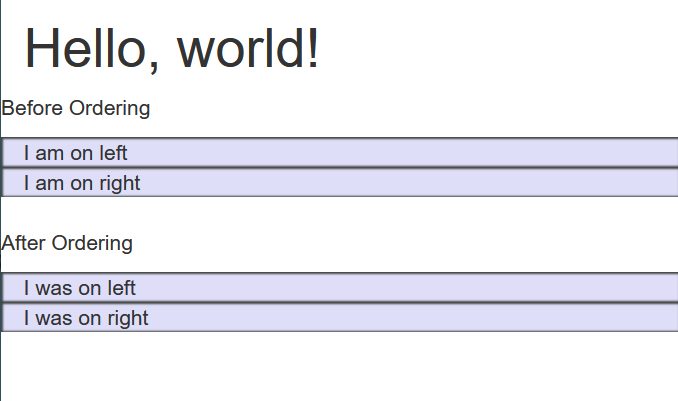 Hello, world!
Before Ordering
I am on left
I am on right
After Ordering
I was on left
I was on right